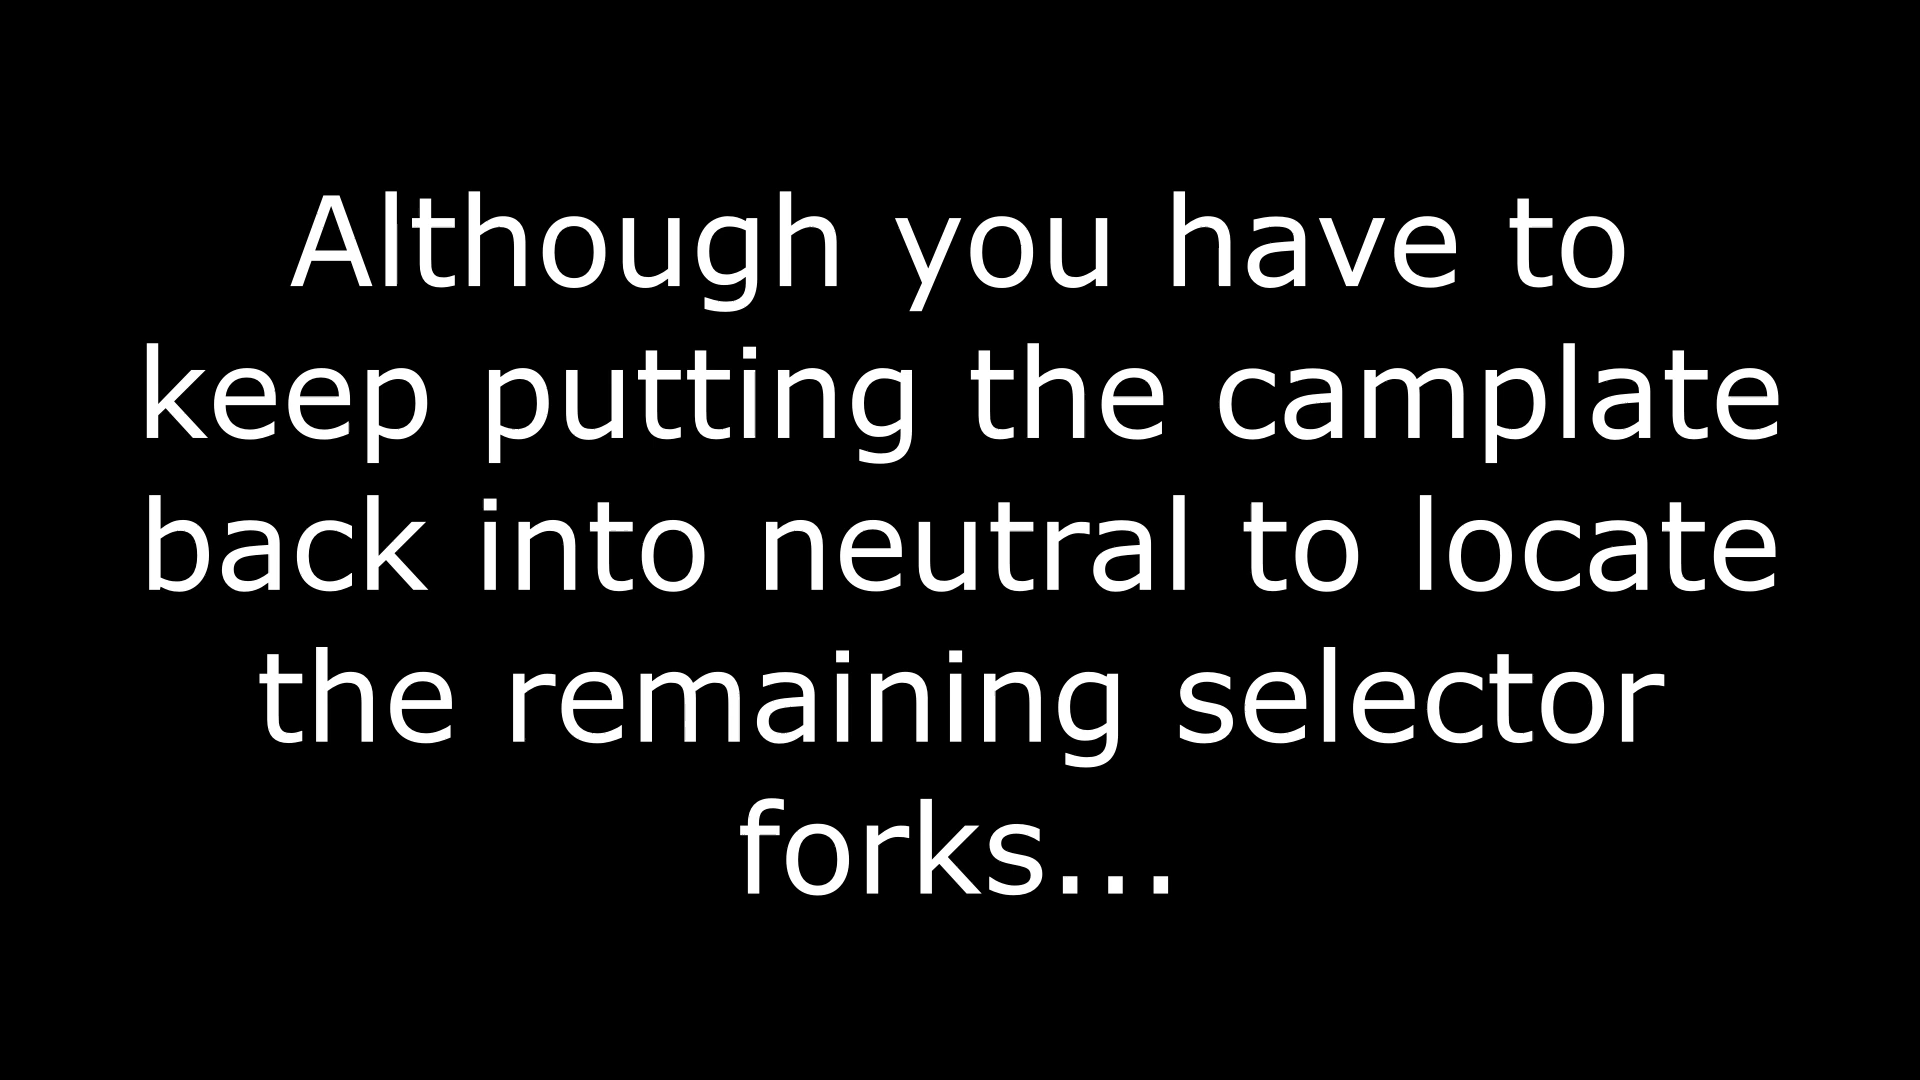 Although you have to
keep putting the camplate
back into neutral to locate
the remaining selector
forks...